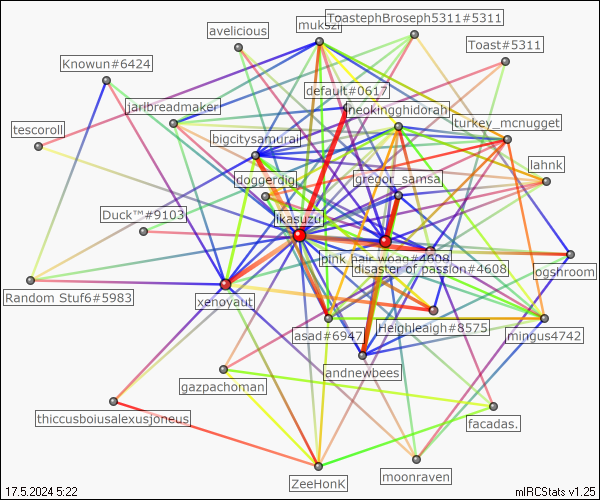 ToastephBroseph5311#5311
mukszi
avelicious
Toast#5311
Knowun#6424
default#0617
jarlbreadmaker
neokinoghidorah
turkey_mcnugget
tescoroll
bigcitysamurai
lahnk
doggerdig
gregor_samsa
Duck™#9103
ikasuzu
pink hair woag#4608
disaster of passion#4608
ogshroom
Random Stuf6#5983
xenoyaut
asad#6947
Heighleaigh#8575
mingus4742
andnewbees
gazpachoman
thiccusboiusalexusjoneus
facadas.
ZeeHonK
moonraven
17.5.2024 5:22
mIRCStats v1.25